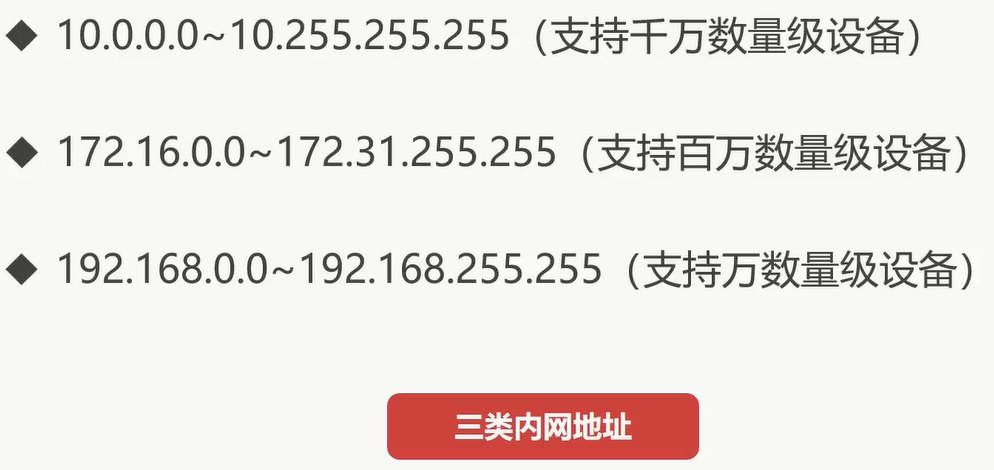 ◆ 10.0.0.0~10.255.255.255（支持千万数量级设备）
◆ 172.16.0.0~172.31.255.255（支持百万数量级设备）
◆ 192.168.0.0~192.168.255.255（支持万数量级设备）
三类内网地址